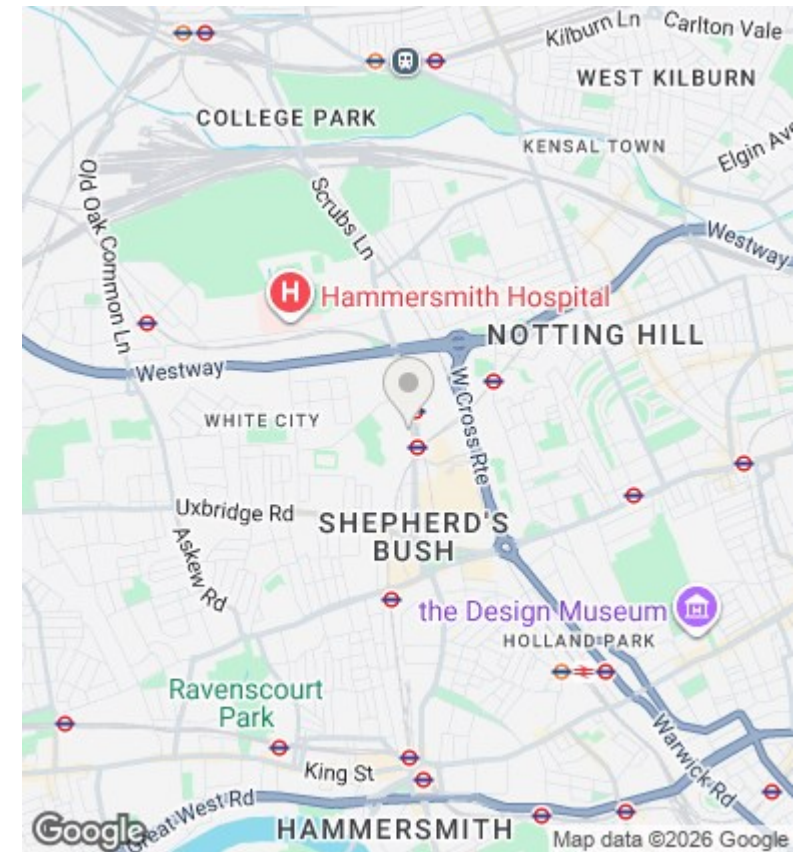 Kilburn Ln
Carlton Vale
WEST KILBURN
COLLEGE PARK
KENSAL TOWN
Elgin Ave
Old Oak Common Ln
Scrubs Ln
Westway
H
Hammersmith Hospital
NOTTING HILL
Westway
W Cross Rte
WHITE CITY
Uxbridge Rd
SHEPHERD'S
BUSH
Askew Rd
the Design Museum
HOLLAND PARK
Ravenscourt
Park
Warwick Rd
King St
Great West Rd
HAMMERSMITH
Google
Map data ©2026 Google